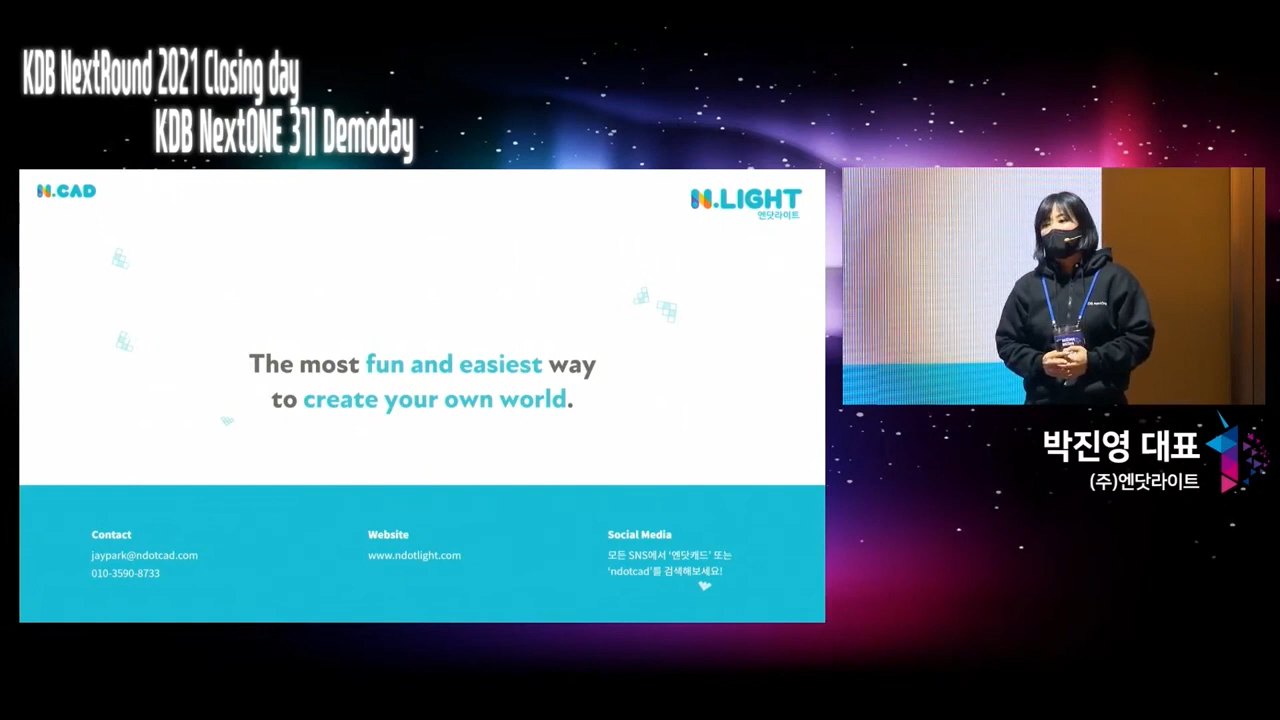 KDB NextRound 2021 Closing day
KDB NextONE 3기 Demoday
N.CAD
N.LIGHT
엔닷라이트
The most fun and easiest way
to create your own world.
Contact
jaypark@ndotcad.com
010-3590-8733
Website
www.ndotlight.com
Social Media
모든 SNS에서 '엔닷캐드' 또는
'ndotcad'를 검색해보세요!
박진영 대표
(주)엔닷라이트